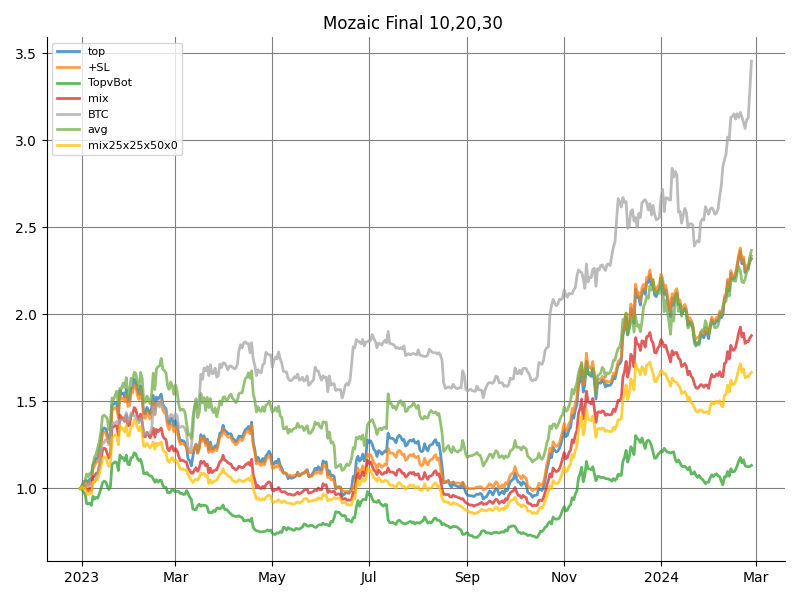 Mozaic Final 10,20,30
top
+SL
TopvBot
mix
BTC
avg
mix25x25x50x0
3.5
3.0
2.5
2.0
1.5
1.0
2023
Mar
May
Jul
Sep
Nov
2024
Mar